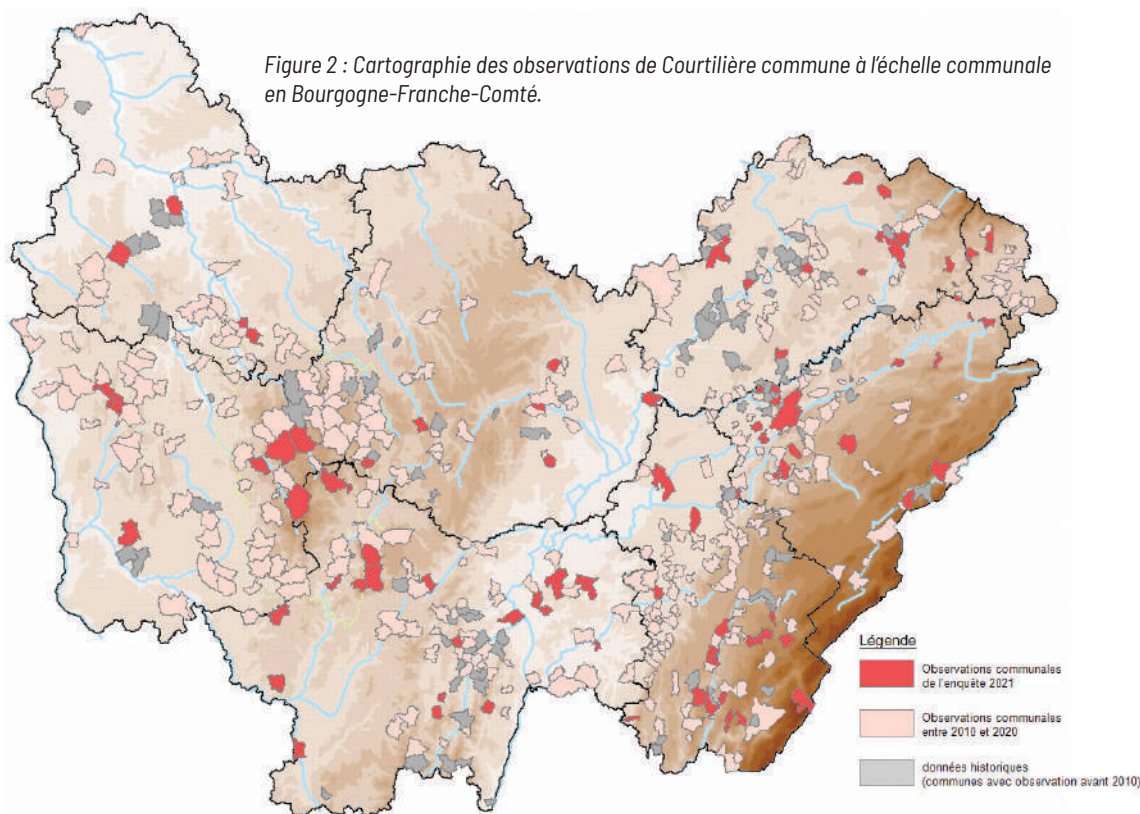 Figure 2 : Cartographie des observations de Courtilière commune à l'échelle communale
en Bourgogne-Franche-Comté.
Légende
Observations communales
de l'enquête 2021
Observations communales
entre 2010 et 2020
données historiques
(communes avec observation avant 2010)